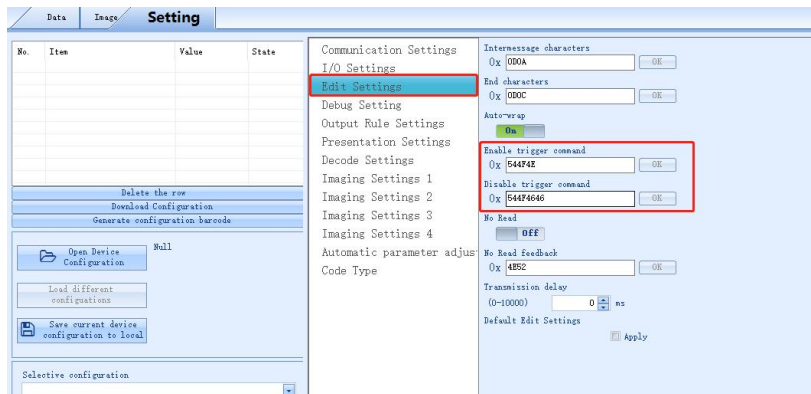 Data Image Setting
No. Item Value State
Delete the row
Download Configuration
Generate configuration barcode
Open Device
Configuration
Null
Load different
configuations
Save current device
configuration to local
Selective configuration
Communication Settings
I/O Settings
Edit Settings
Debug Setting
Output Rule Settings
Presentation Settings
Decode Settings
Imaging Settings 1
Imaging Settings 2
Imaging Settings 3
Imaging Settings 4
Automatic parameter adjus
Code Type
Intermessage characters
0x 0D0A OK
End characters
0x 0D0C OK
Auto-wrap
On
Enable trigger command
0x 544F4E OK
Disable trigger command
0x 544F4646 OK
No Read
Off
No Read feedback
0x 4E52 OK
Transmission delay
(0-10000) 0 ms
Default Edit Settings
Apply